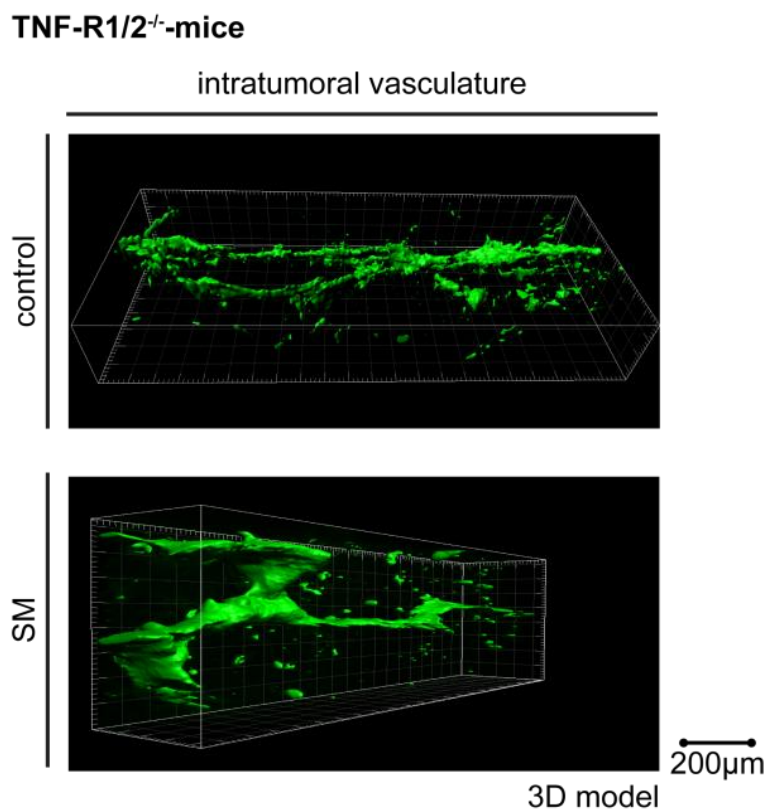 TNF-R1/2-/--mice
intratumoral vasculature
control
SM
200μm
3D model